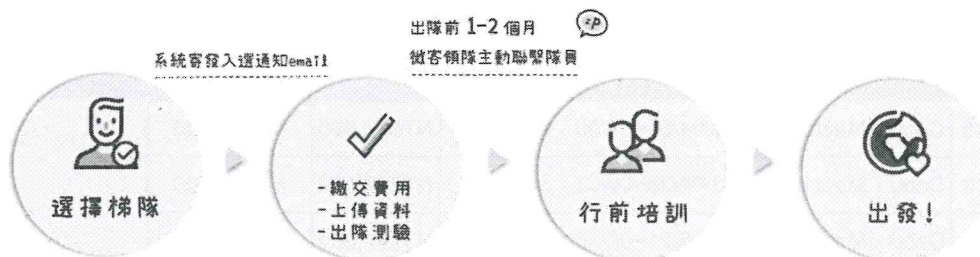 出隊前 1-2 個月
系統寄發入選通知email
微客領隊主動聯繫隊員
選擇梯隊
-繳交費用
-上傳資料
-出隊測驗
行前培訓
出發!